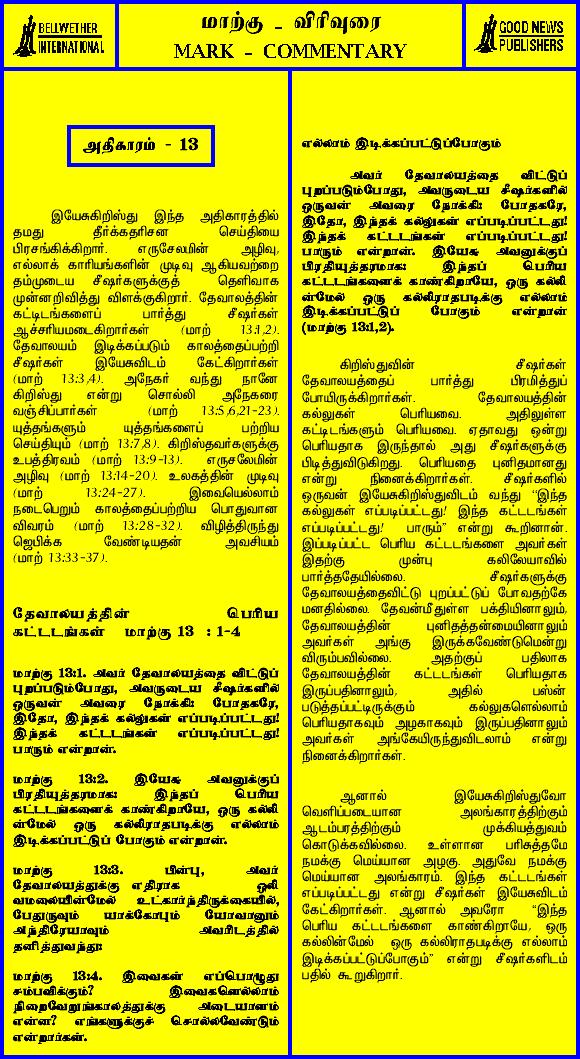 BELLWETHER
INTERNATIONAL
மாற்கு - விரிவுரை
MARK - COMMENTARY
GOOD NEWS
PUBLISHERS
அதிகாரம் - 13
இயேசுகிறிஸ்து இந்த அதிகாரத்தில்
தமது தீர்க்கதரிசன செய்தியை
பிரசங்கிக்கிறார். எருசலேமின் அழிவு,
எல்லாக் காரியங்களின் முடிவு ஆகியவற்றை
தம்முடைய சீஷர்களுக்குத் தெளிவாக
முன்னறிவித்து விளக்குகிறார். தேவாலத்தின்
கட்டிடங்களைப் பார்த்து சீஷர்கள்
ஆச்சரியமடைகிறார்கள் (மாற் 13:1,2).
தேவாலயம் இடிக்கபடும் காலத்தைப்பற்றி
சீஷர்கள் இயேசுவிடம் கேட்கிறார்கள்
(மாற் 13:3,4). அநேகர் வந்து நானே
கிறிஸ்து என்று சொல்லி அநேகரை
வஞ்சிப்பார்கள் (மாற் 13:5,6,21-23).
யுத்தங்களும் யுத்தங்களைப் பற்றிய
செய்தியும் (மாற் 13:7,8). கிறிஸ்தவர்களுக்கு
உபத்திரவம் (மாற் 13:9-13). எருசலேமின்
அழிவு (மாற் 13:14-20). உலகத்தின் முடிவு
(மாற் 13:24-27). இவையெல்லாம்
நடைபெறும் காலத்தைப்பற்றிய பொதுவான
விவரம் (மாற் 13:28-32). விழித்திருந்து
ஜெபிக்க வேண்டியதன் அவசியம்
(மாற் 13:33-37).
தேவாலயத்தின் பெரிய
கட்டடங்கள் மாற்கு 13 : 1-4
மாற்கு 13:1. அவர் தேவாலயத்தை விட்டுப்
புறப்படும்போது, அவருடைய சீஷர்களில்
ஒருவன் அவரை நோக்கி: போதகரே,
இதோ, இந்தக் கல்லுகள் எப்படிப்பட்டது!
இந்தக் கட்டடங்கள் எப்படிப்பட்டது!
பாரும் என்றான்.
மாற்கு 13:2. இயேசு அவனுக்குப்
பிரதியுத்தரமாக: இந்தப் பெரிய
கட்டடங்களைக் காண்கிறாயே, ஒரு கல்லி
ன்மேல் ஒரு கல்லிராதபடிக்கு எல்லாம்
இடிக்கப்பட்டுப் போகும் என்றான்.
மாற்கு 13:3. பின்பு, அவர்
தேவாலயத்துக்கு எதிராக ஒலி
வமலையின்மேல் உட்கார்ந்திருக்கையில்,
பேதுருவும் யாக்கோபும் யோவானும்
அந்திரேயாவும் அவரிடத்தில்
தனித்துவந்து:
மாற்கு 13:4. இவைகள் எப்பொழுது
சம்பவிக்கும்? இவைகளெல்லாம்
நிறைவேறுங்காலத்துக்கு அடையாளம்
என்ன? எங்களுக்குச் சொல்லவேண்டும்
என்றார்கள்.
எல்லாம் இடிக்கப்பட்டுப்போகும்
அவர் தேவாலயத்தை விட்டுப்
புறப்படும்போது, அவருடைய சீஷர்களில்
ஒருவன் அவரை நோக்கி: போதகரே,
இதோ, இந்தக் கல்லுகள் எப்படிப்பட்டது!
இந்தக் கட்டடங்கள் எப்படிப்பட்டது!
பாரும் என்றான். இயேசு அவனுக்குப்
பிரதியுத்தரமாக: இந்தப் பெரிய
கட்டடங்களைக் காண்கிறாயே, ஒரு கல்லி
ன்மேல் ஒரு கல்லிராதபடிக்கு எல்லாம்
இடிக்கப்பட்டுப் போகும் என்றான்
(மாற்கு 13:1,2).
கிறிஸ்துவின் சீஷர்கள்
தேவாலயத்தைப் பார்த்து பிரமித்துப்
போயிருக்கிறார்கள். தேவாலயத்தின்
கல்லுகள் பெரியவை. அதிலுள்ள
கட்டிடங்களும் பெரியவை. ஏதாவது ஒன்று
பெரியதாக இருந்தால் அது சீஷர்களுக்கு
பிடித்துவிடுகிறது. பெரியதை புனிதமானது
என்று நினைக்கிறார்கள். சீஷர்களில்
ஒருவன் இயேசுகிறிஸ்துவிடம் வந்து “இந்த
கல்லுகள் எப்படிப்பட்டது! இந்த கட்டடங்கள்
எப்படிப்பட்டது! பாரும்” என்று கூறினான்.
இப்படிப்பட்ட பெரிய கட்டடங்களை அவர்கள்
இதற்கு முன்பு கலிலேயாவில்
பார்த்ததேயில்லை. சீஷர்களுக்கு
தேவாலயத்தைவிட்டு புறப்பட்டுப் போவதற்கே
மனதில்லை. தேவன்மீதுள்ள பக்தியினாலும்,
தேவாலயத்தின் புனிதத்தன்மையினாலும்
அவர்கள் அங்கு இருக்கவேண்டுமென்று
விரும்பவில்லை. அதற்குப் பதிலாக
தேவாலயத்தின் கட்டடங்கள் பெரியதாக
இருப்பதினாலும், அதில் பஸ்ன்
படுத்தப்பட்டிருக்கும் கல்லுகளெல்லாம்
பெரியதாகவும் அழகாகவும் இருப்பதினாலும்
அவர்கள் அங்கேயிருந்துவிடலாம் என்று
நினைக்கிறார்கள்.
ஆனால் இயேசுகிறிஸ்துவோ
வெளிப்படையான அலங்காரத்திற்கும்
ஆடம்பரத்திற்கும் முக்கியத்துவம்
கொடுக்கவில்லை. உள்ளான பரிசுத்தமே
நமக்கு மெய்யான அழகு. அதுவே நமக்கு
மெய்யான அலங்காரம். இந்த கட்டடங்கள்
எப்படிப்பட்டது என்று சீஷர்கள் இயேசுவிடம்
கேட்கிறார்கள். ஆனால் அவரோ “இந்த
பெரிய கட்டடங்களை காண்கிறாயே, ஒரு
கல்லின்மேல் ஒரு கல்லிராதபடிக்கு எல்லாம்
இடிக்கப்பட்டுப்போகும்” என்று சீஷர்களிடம்
பதில் கூறுகிறார்.